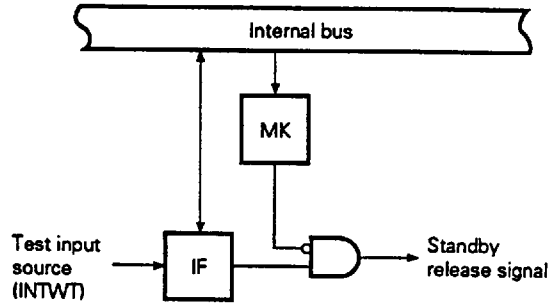 Internal bus
MK
Test input
source
(INTWT)
IF
Standby
release signal